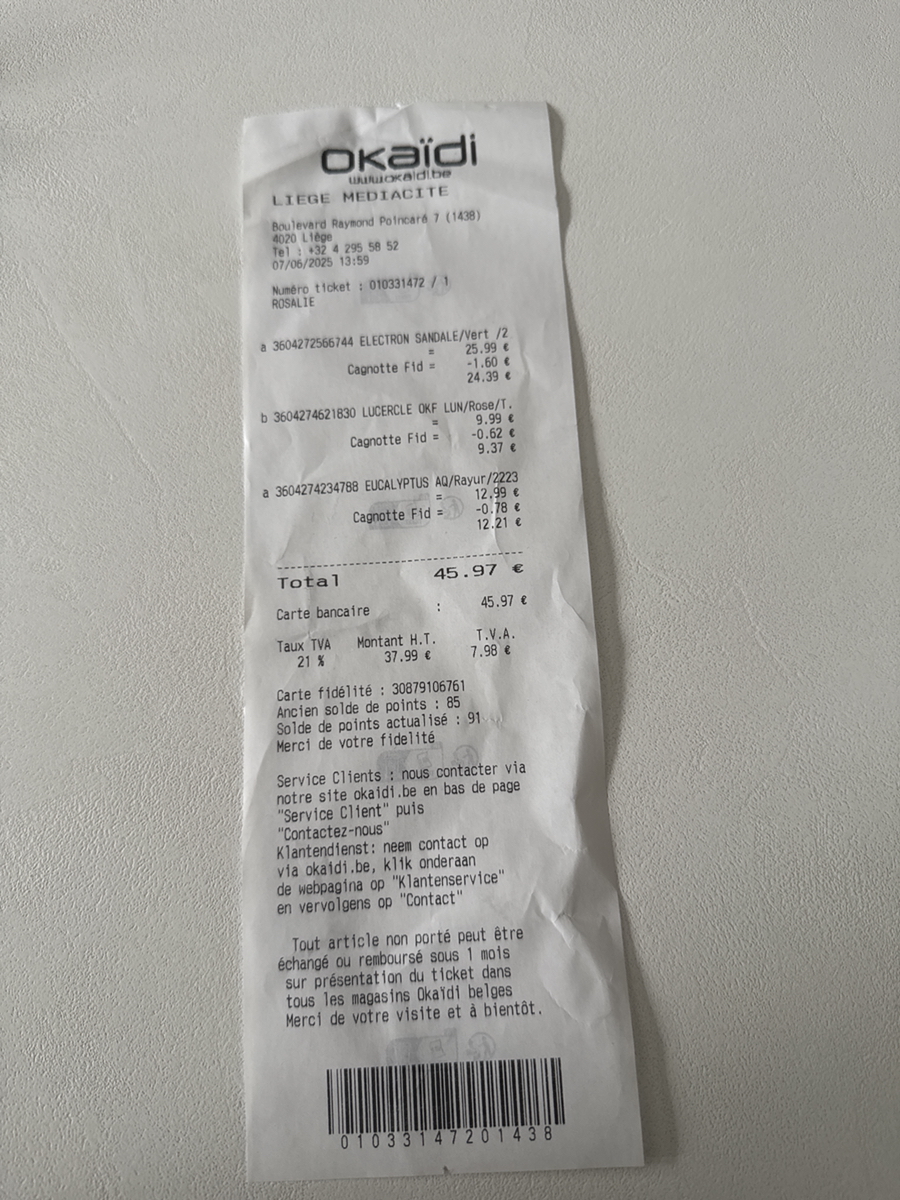 OKaïdi
www.okaidi.be
LIEGE MEDIACITE
Boulevard Raymond Poincaré 7 (1438)
4020 Liège
Tel : +32 4 295 58 52
07/06/2025 13:59
Numéro ticket : 010331472 / 1
ROSALIE
a 3604272566744 ELECTRON SANDALE/Vert /2
= 25.99 €
Cagnotte Fid = -1.60 €
24.39 €
b 3604274621830 LUCERCLE OKF LUN/Rose/T.
= 9.99 €
Cagnotte Fid = -0.62 €
9.37 €
a 3604274234788 EUCALYPTUS AQ/Rayur/2223
= 12.99 €
Cagnotte Fid = -0.78 €
12.21 €
Total 45.97 €
Carte bancaire : 45.97 €
Taux TVA Montant H.T. T.V.A.
21 % 37.99 € 7.98 €
Carte fidélité : 30879106761
Ancien solde de points : 85
Solde de points actualisé : 91
Merci de votre fidelité
Service Clients : nous contacter via
notre site okaidi.be en bas de page
"Service Client" puis
"Contactez-nous"
Klantendienst: neem contact op
via okaidi.be, klik onderaan
de webpagina op "Klantenservice"
en vervolgens op "Contact"
Tout article non porté peut être
échangé ou remboursé sous 1 mois
sur présentation du ticket dans
tous les magasins Okaïdi belges
Merci de votre visite et à bientôt.
01033147201438